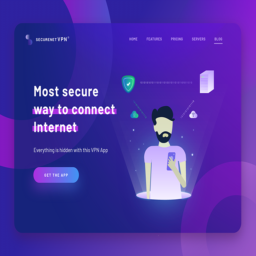 SECURENET VPN
HOME FEATURES PRICING SERVERS BLOG
Most secure
way to connect
internet
Everything is hidden with this VPN App
GET THE APP